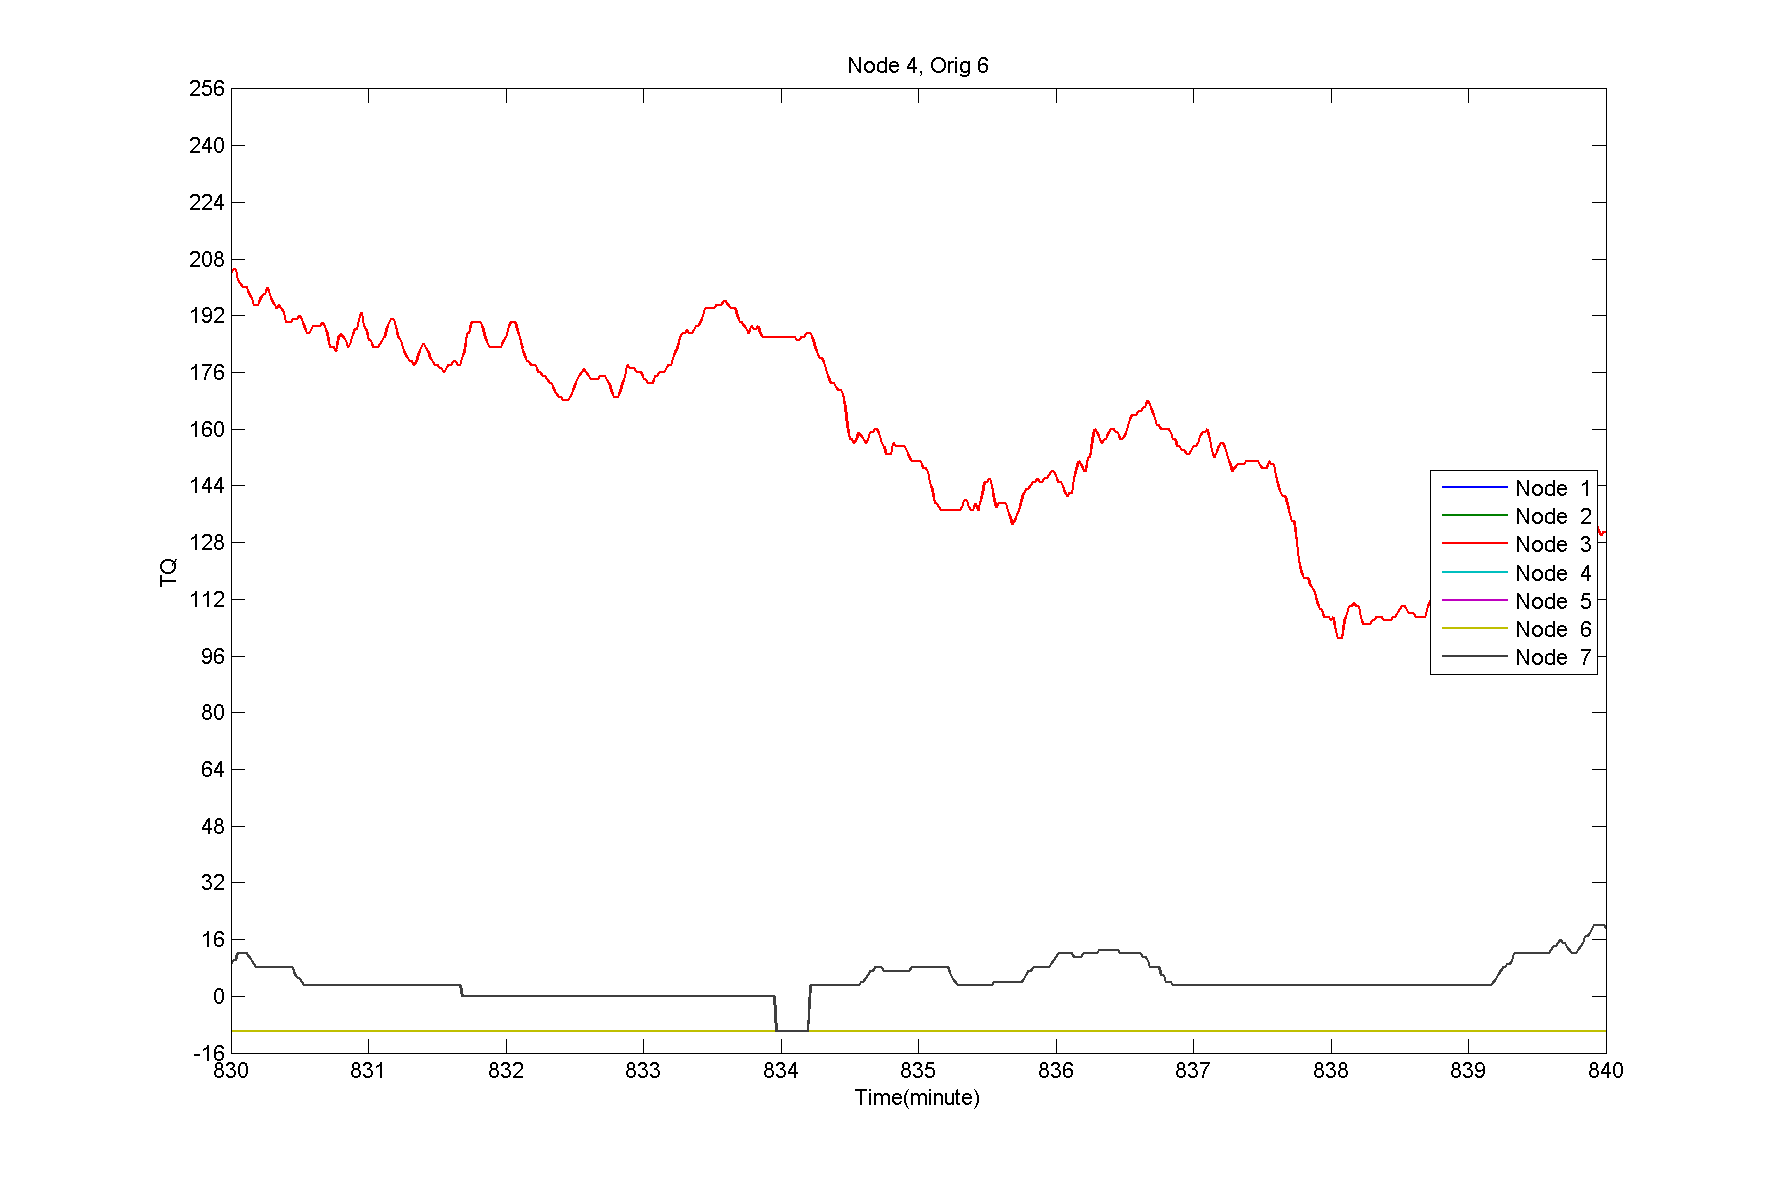 Node 4, Orig 6
256
240
224
208
192
176
160
144
128
112
96
80
64
48
32
16
0
-16
TQ
Node 1
Node 2
Node 3
Node 4
Node 5
Node 6
Node 7
830 831 832 833 834 835 836 837 838 839 840
Time(minute)